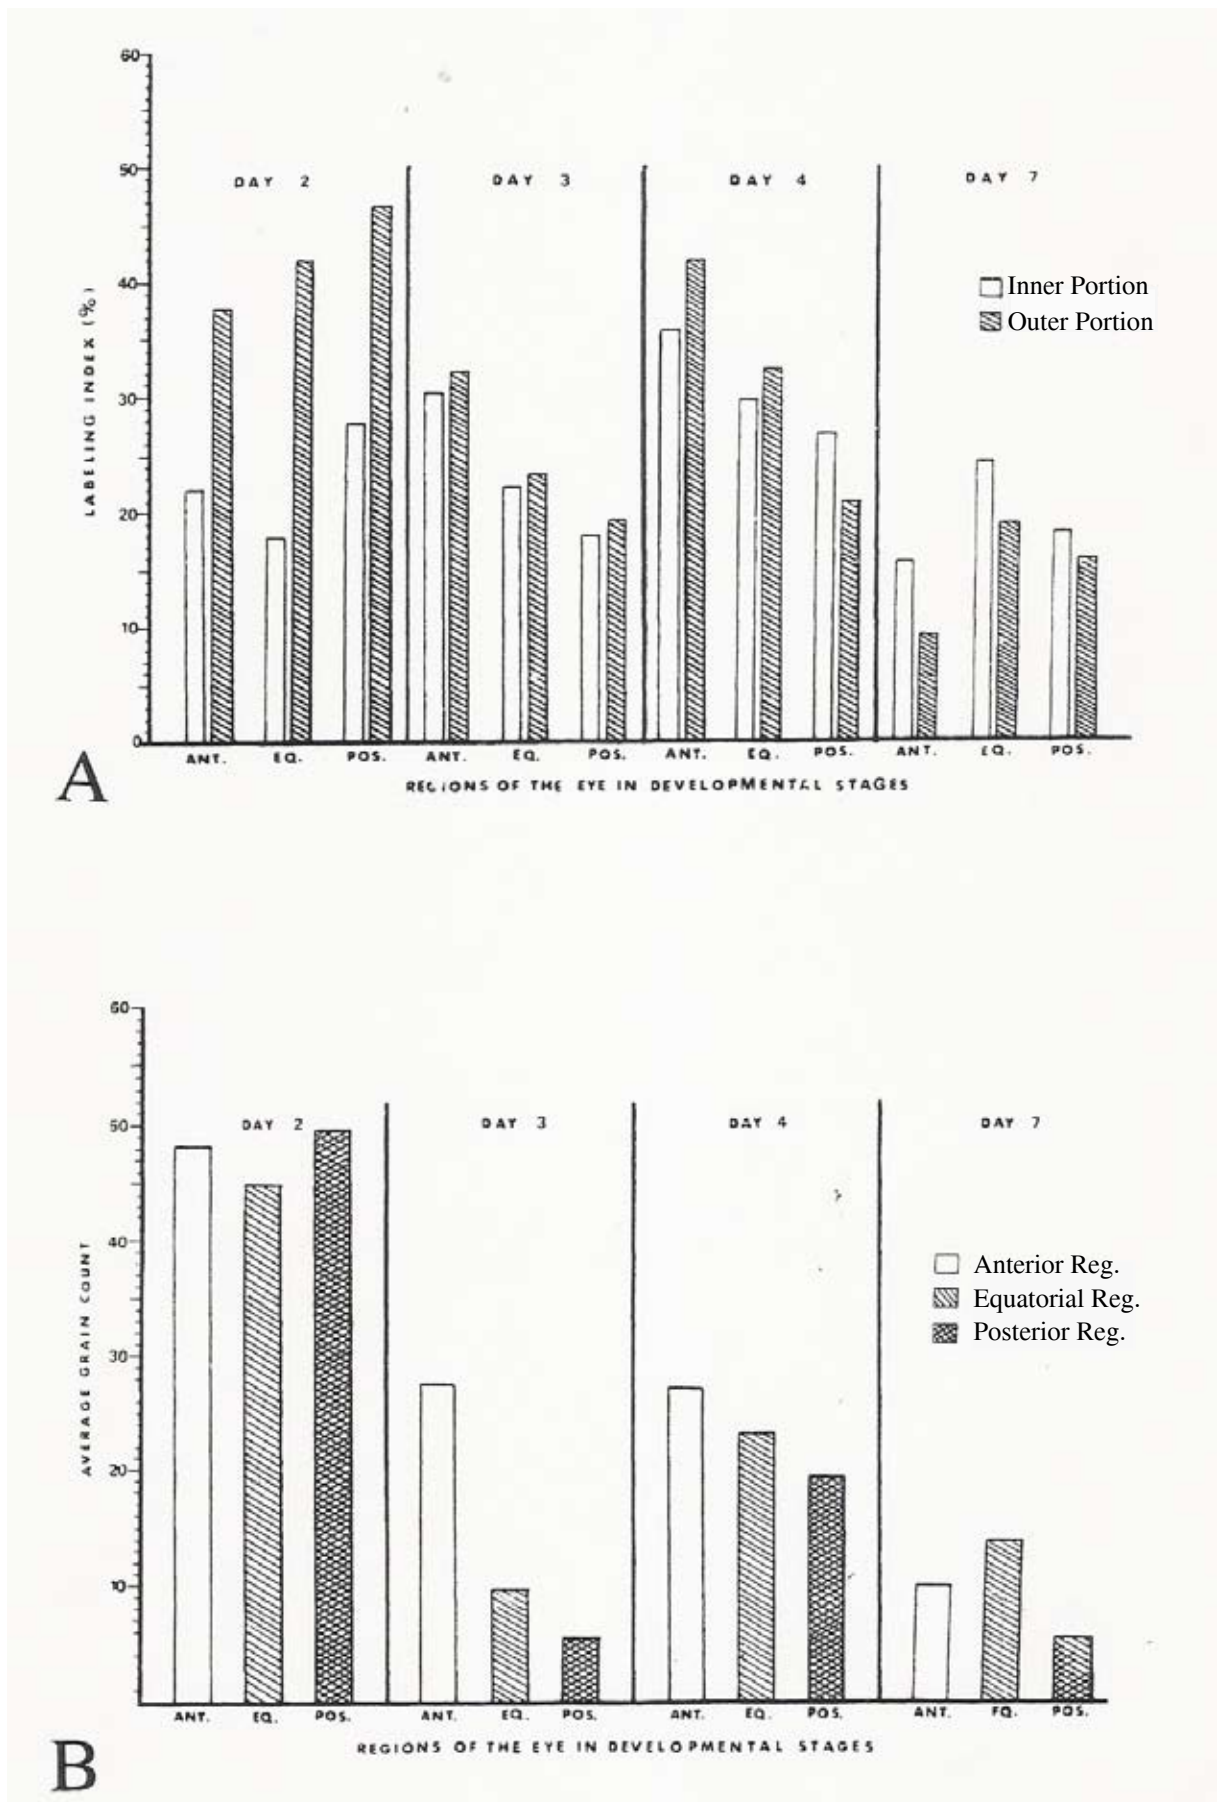 60
50
DAY 2
DAY 3
DAY 4
DAY 7
40
Inner Portion
Outer Portion
LABELING INDEX (%)
30
20
10
0
ANT. EQ. POS. ANT. EQ. POS. ANT. EQ. POS. ANT. EQ. POS.
A
REGIONS OF THE EYE IN DEVELOPMENTAL STAGES
60
50
DAY 2
DAY 3
DAY 4
DAY 7
40
AVERAGE GRAIN COUNT
Anterior Reg.
Equatorial Reg.
Posterior Reg.
30
20
10
ANT. EQ. POS. ANT. EQ. POS. ANT. EQ. POS. ANT. EQ. POS.
REGIONS OF THE EYE IN DEVELOPMENTAL STAGES
B